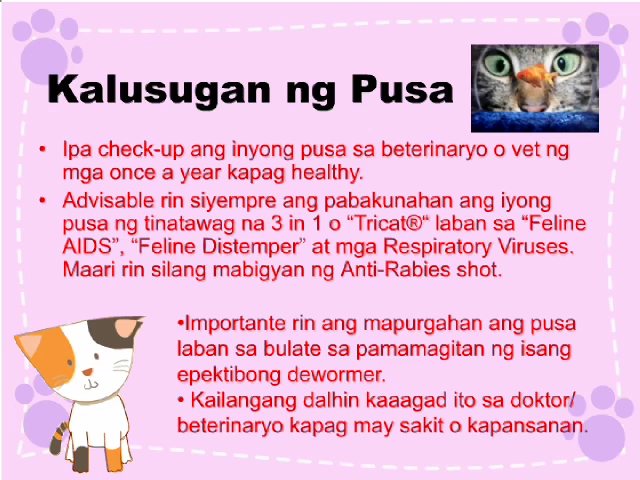 Kalusugan ng Pusa
• Ipa check-up ang inyong pusa sa beterinaryo o vet ng
mga once a year kapag healthy.
• Advisable rin siyempre ang pabakunahan ang iyong
pusa ng tinatawag na 3 in 1 o “Tricat®“ laban sa “Feline
AIDS”, “Feline Distemper” at mga Respiratory Viruses.
Maari rin silang mabigyan ng Anti-Rabies shot.
•Importante rin ang mapurgahan ang pusa
laban sa bulate sa pamamagitan ng isang
epektibong dewormer.
• Kailangang dalhin kaaagad ito sa doktor/
beterinaryo kapag may sakit o kapansanan.